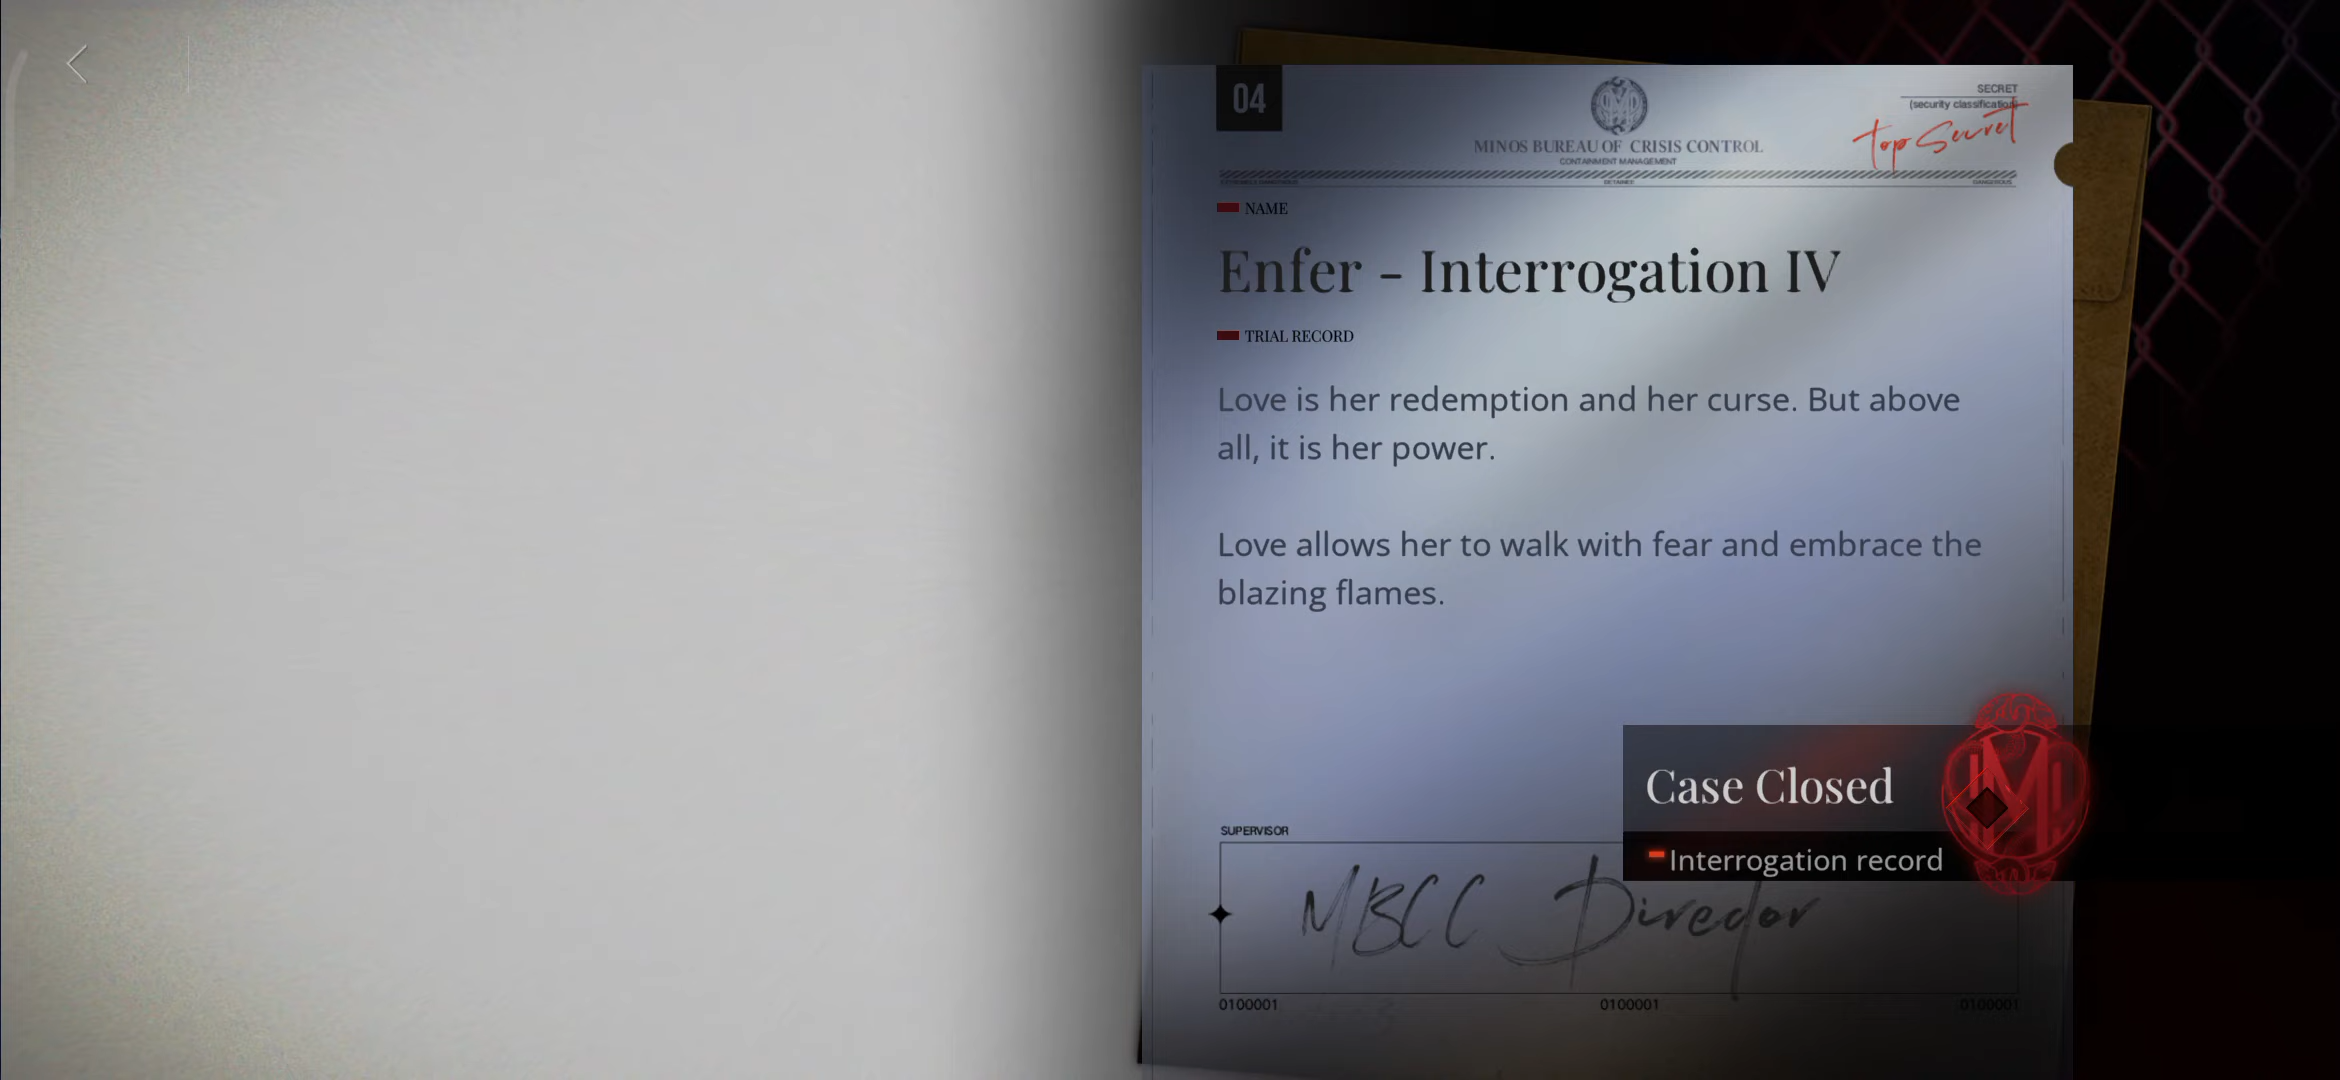 04
MINOS BUREAU OF CRISIS CONTROL
CONTAINMENT MANAGEMENT
SECRET
(security classification)
Top Secret
DETAINEE
DANGEROUS
NAME
Enfer - Interrogation IV
TRIAL RECORD
Love is her redemption and her curse. But above
all, it is her power.
Love allows her to walk with fear and embrace the
blazing flames.
Case Closed
Interrogation record
SUPERVISOR
MBCC Director
0100001 0100001 0100001